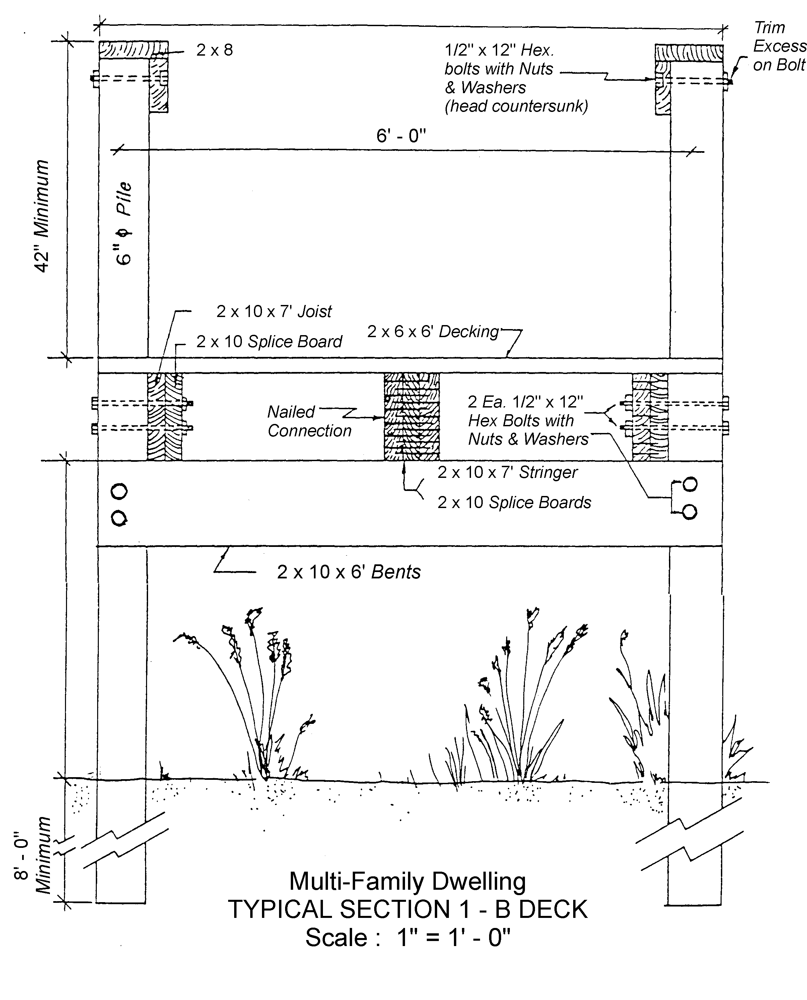 Trim
Excess
on Bolt
2 x 8
1/2" x 12" Hex.
bolts with Nuts
& Washers
(head countersunk)
6' - 0"
42" Minimum
6" ϕ Pile
2 x 10 x 7' Joist
2 x 10 Splice Board
2 x 6 x 6' Decking
Nailed
Connection
2 Ea. 1/2" x 12"
Hex Bolts with
Nuts & Washers
2 x 10 x 7' Stringer
2 x 10 Splice Boards
2 x 10 x 6' Bents
8' - 0"
Minimum
Multi-Family Dwelling
TYPICAL SECTION 1 - B DECK
Scale : 1" = 1' - 0"